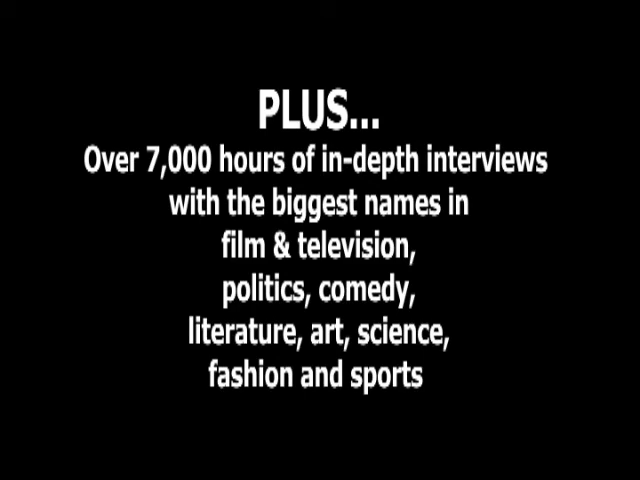 PLUS...
Over 7,000 hours of in-depth interviews
with the biggest names in
film & television,
politics, comedy,
literature, art, science,
fashion and sports